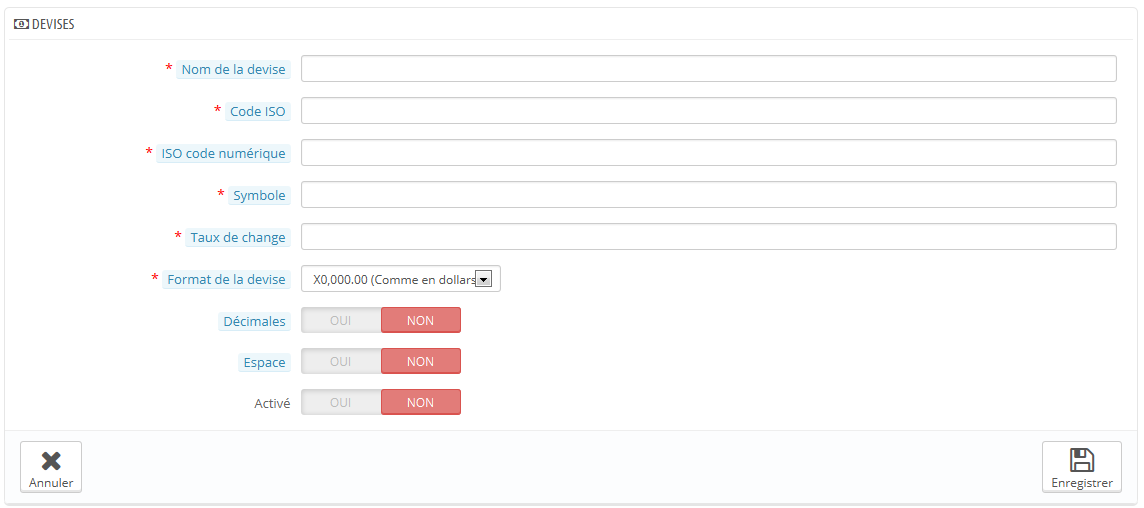 DEVISES
* Nom de la devise
* Code ISO
* ISO code numérique
* Symbole
* Taux de change
* Format de la devise X0,000.00 (Comme en dollars
Décimales OUI NON
Espace OUI NON
Activé OUI NON
Annuler Enregistrer